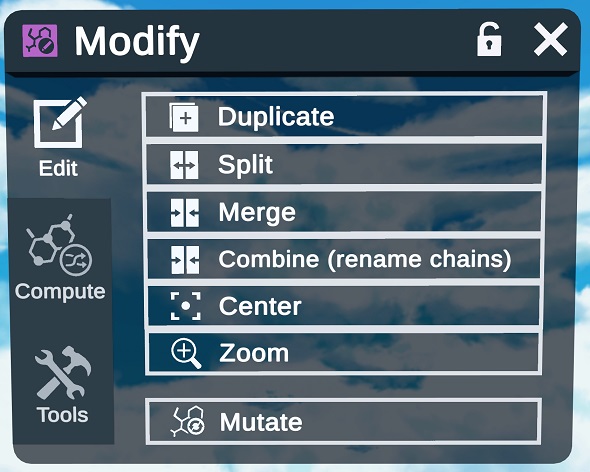 Modify
Edit
Duplicate
Split
Merge
Combine (rename chains)
Compute
Center
Zoom
Tools
Mutate